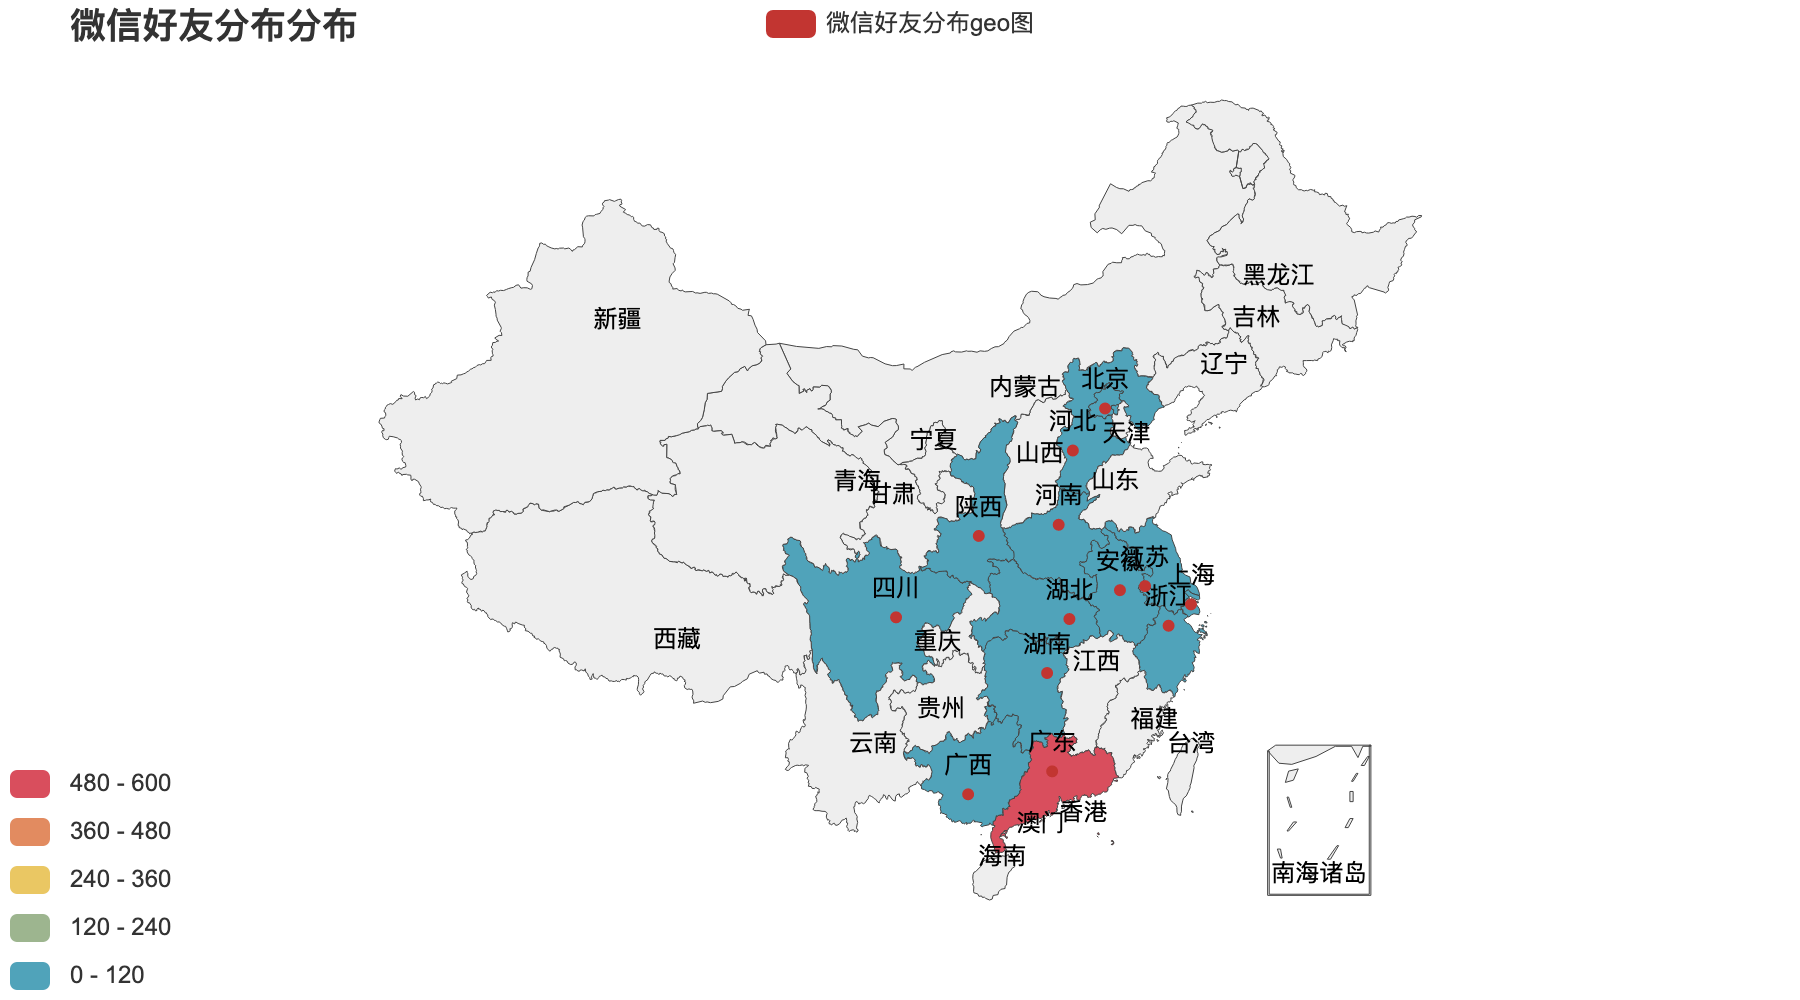 微信好友分布分布
微信好友分布geo图
黑龙江
吉林
新疆
辽宁
北京
内蒙古
河北
天津
宁夏
山西
青海
甘肃
山东
河南
陕西
安徽
江苏
上海
四川
湖北
浙江
西藏
重庆
湖南
江西
贵州
福建
云南
广东
台湾
广西
香港
澳门
海南
南海诸岛
480 - 600
360 - 480
240 - 360
120 - 240
0 - 120